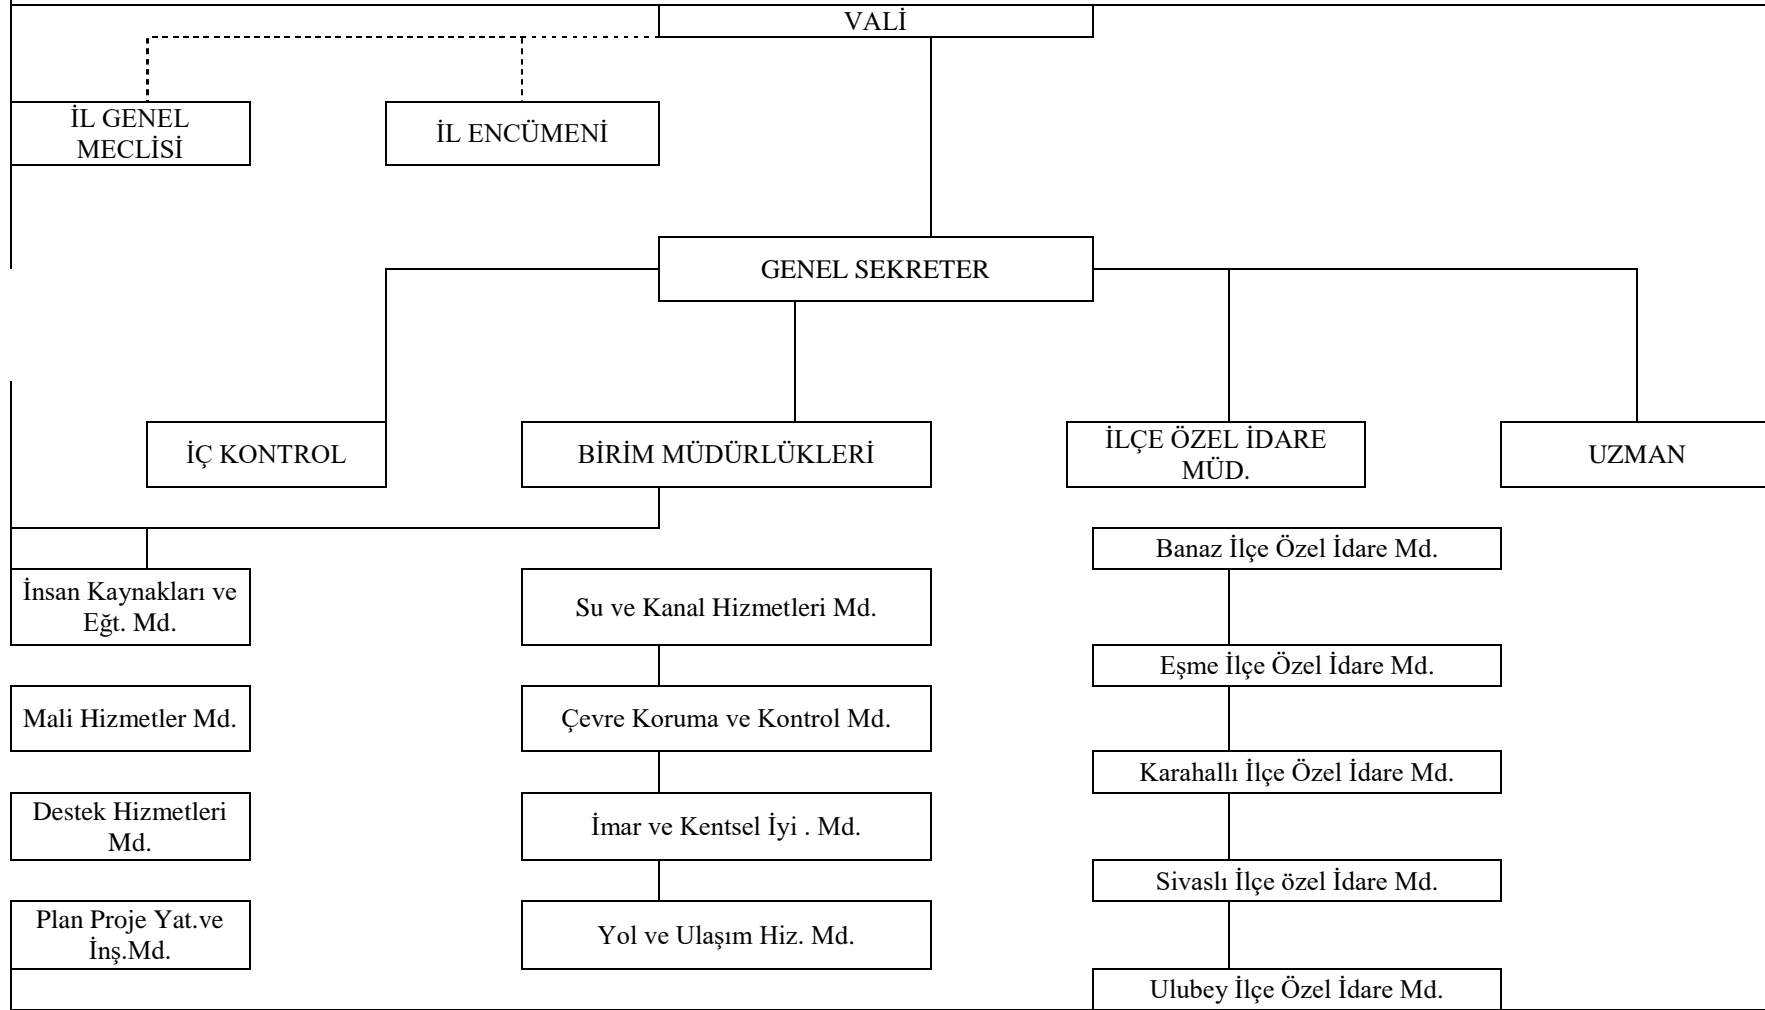 VALİ
İL GENEL
MECLİSİ
İL ENCÜMENİ
GENEL SEKRETER
İÇ KONTROL
BİRİM MÜDÜRLÜKLERİ
İLÇE ÖZEL İDARE
MÜD.
UZMAN
Banaz İlçe Özel İdare Md.
İnsan Kaynakları ve
Eğt. Md.
Su ve Kanal Hizmetleri Md.
Eşme İlçe Özel İdare Md.
Mali Hizmetler Md.
Çevre Koruma ve Kontrol Md.
Karahallı İlçe Özel İdare Md.
Destek Hizmetleri
Md.
İmar ve Kentsel İyi . Md.
Sivaslı İlçe özel İdare Md.
Plan Proje Yat.ve
İnş.Md.
Yol ve Ulaşım Hiz. Md.
Ulubey İlçe Özel İdare Md.